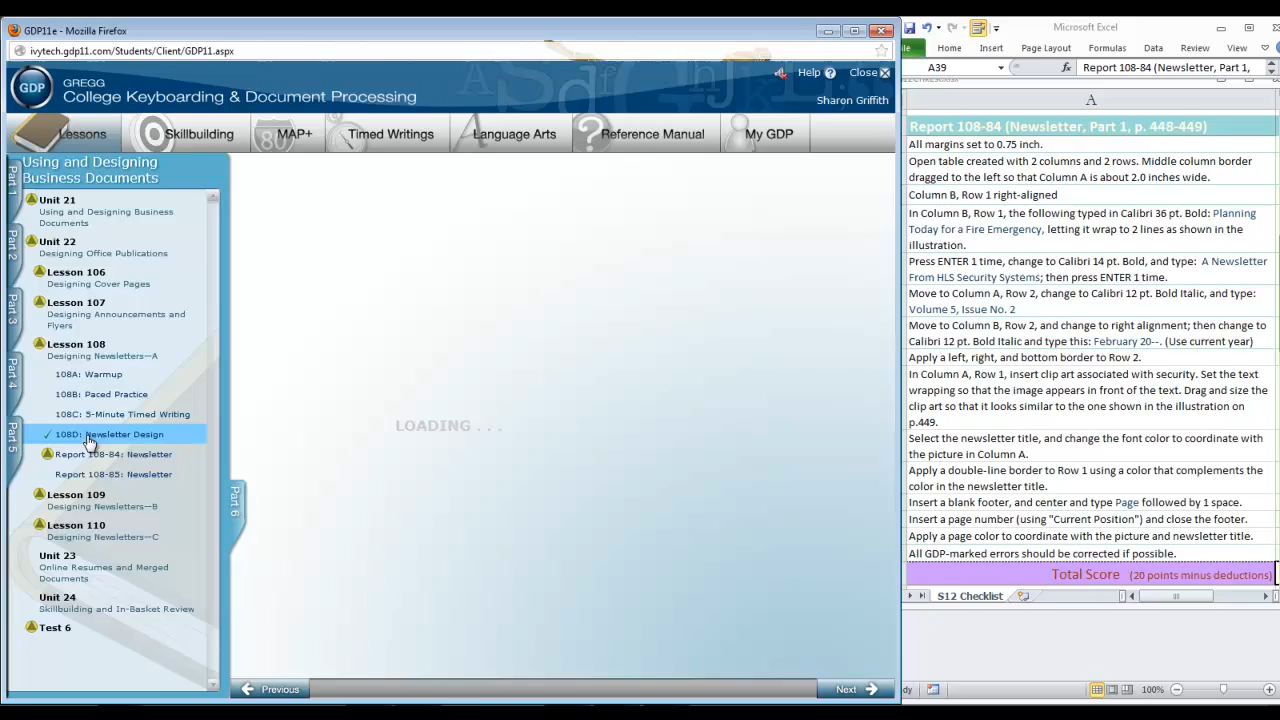 GDP11e - Mozilla Firefox
ivytech.gdp11.com/Students/Client/GDP11.aspx
GDP
GREGG
College Keyboarding & Document Processing
Help ? Close
Sharon Griffith
Lessons
Skillbuilding
80
MAP+
Timed Writings
Language Arts
Reference Manual
My GDP
Part 1
Part 2
Part 3
Part 4
Part 5
Part 6
Using and Designing
Business Documents
Unit 21
Using and Designing Business
Documents
Unit 22
Designing Office Publications
Lesson 106
Designing Cover Pages
Lesson 107
Designing Announcements and
Flyers
Lesson 108
Designing Newsletters—A
108A: Warmup
108B: Paced Practice
108C: 5-Minute Timed Writing
✓ 108D: Newsletter Design
Report 108-84: Newsletter
Report 108-85: Newsletter
Lesson 109
Designing Newsletters—B
Lesson 110
Designing Newsletters—C
Unit 23
Online Resumes and Merged
Documents
Unit 24
Skillbuilding and In-Basket Review
Test 6
LOADING . . .
Previous
Next
Microsoft Excel
Home Insert Page Layout Formulas Data Review View
A39
fx
Report 108-84 (Newsletter, Part 1,
A
Report 108-84 (Newsletter, Part 1, p. 448-449)
All margins set to 0.75 inch.
Open table created with 2 columns and 2 rows. Middle column border
dragged to the left so that Column A is about 2.0 inches wide.
Column B, Row 1 right-aligned
In Column B, Row 1, the following typed in Calibri 36 pt. Bold: Planning
Today for a Fire Emergency, letting it wrap to 2 lines as shown in the
illustration.
Press ENTER 1 time, change to Calibri 14 pt. Bold, and type: A Newsletter
From HLS Security Systems; then press ENTER 1 time.
Move to Column A, Row 2, change to Calibri 12 pt. Bold Italic, and type:
Volume 5, Issue No. 2
Move to Column B, Row 2, and change to right alignment; then change to
Calibri 12 pt. Bold Italic and type this: February 20--. (Use current year)
Apply a left, right, and bottom border to Row 2.
In Column A, Row 1, insert clip art associated with security. Set the text
wrapping so that the image appears in front of the text. Drag and size the
clip art so that it looks similar to the one shown in the illustration on
p.449.
Select the newsletter title, and change the font color to coordinate with
the picture in Column A.
Apply a double-line border to Row 1 using a color that complements the
color in the newsletter title.
Insert a blank footer, and center and type Page followed by 1 space.
Insert a page number (using "Current Position") and close the footer.
Apply a page color to coordinate with the picture and newsletter title.
All GDP-marked errors should be corrected if possible.
Total Score (20 points minus deductions)
S12 Checklist
100%